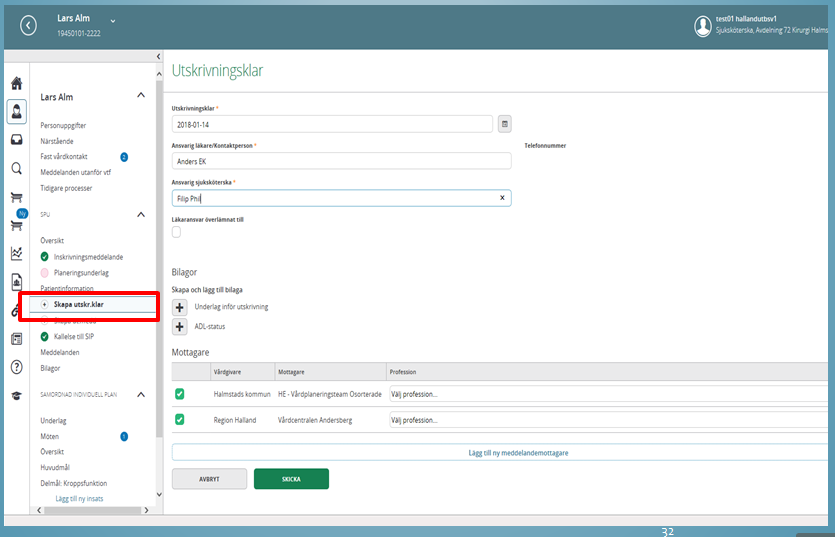 Lars Alm
19450101-2222
test01 hallandutbsv1
Sjuksköterska, Avdelning 72 Kirurgi Halms
Lars Alm
Personuppgifter
Närstående
Fast vårdkontakt 2
Meddelanden utanför vtf
Tidigare processer
Ny
SPU
Översikt
Inskrivningsmeddelande
Planeringsunderlag
Patientinformation
Skapa utskr.klar
Kallelse till SIP
Meddelanden
Bilagor
SAMORDNAD INDIVIDUELL PLAN
Underlag
Möten 1
Översikt
Huvudmål
Delmål: Kroppsfunktion
Lägg till ny insats
Utskrivningsklar
Utskrivningsklar *
2018-01-14
Ansvarig läkare/Kontaktperson *
Telefonnummer
Anders EK
Ansvarig sjuksköterska *
Filip Phil
Läkaransvar överlämnat till
Bilagor
Skapa och lägg till bilaga
Underlag inför utskrivning
ADL-status
Mottagare
Vårdgivare Mottagare Profession
Halmstads kommun HE - Vårdplaneringsteam Osorterade Välj profession...
Region Halland Vårdcentralen Andersberg Välj profession...
Lägg till ny meddelandemottagare
AVBRYT SKICKA
32